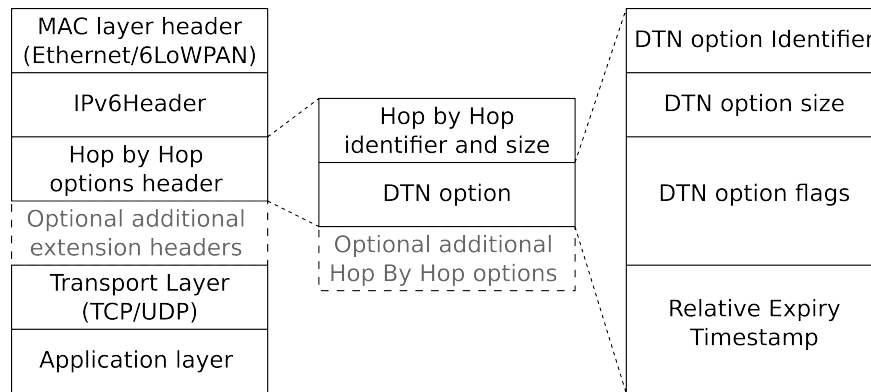 MAC layer header
(Ethernet/6LoWPAN)
IPv6Header
Hop by Hop
options header
Optional additional
extension headers
Transport Layer
(TCP/UDP)
Application layer
Hop by Hop
identifier and size
DTN option
Optional additional
Hop By Hop options
DTN option Identifier
DTN option size
DTN option flags
Relative Expiry
Timestamp